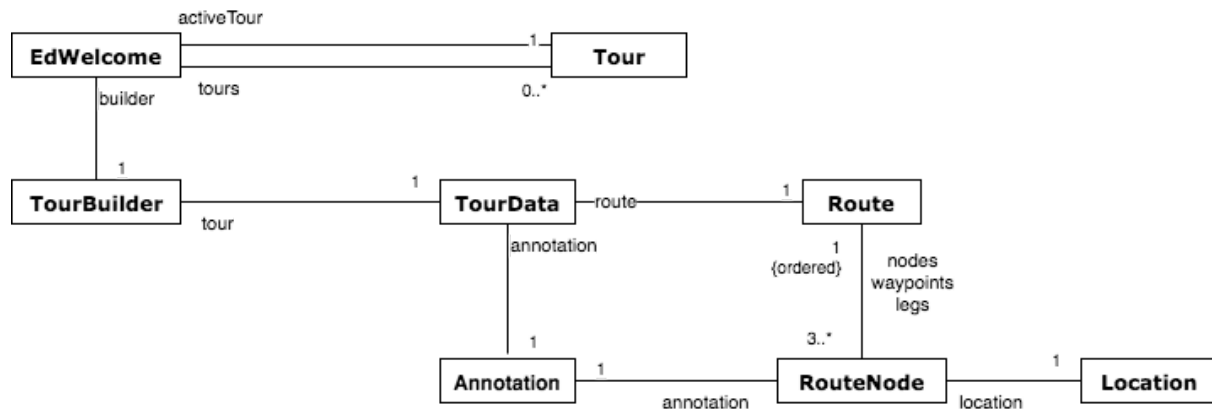 activeTour
EdWelcome
1
Tour
tours
0..*
builder
1
TourBuilder
tour
1
TourData
route
1
Route
annotation
1
{ordered}
nodes
waypoints
legs
1
3..*
Annotation
1
annotation
RouteNode
location
1
Location